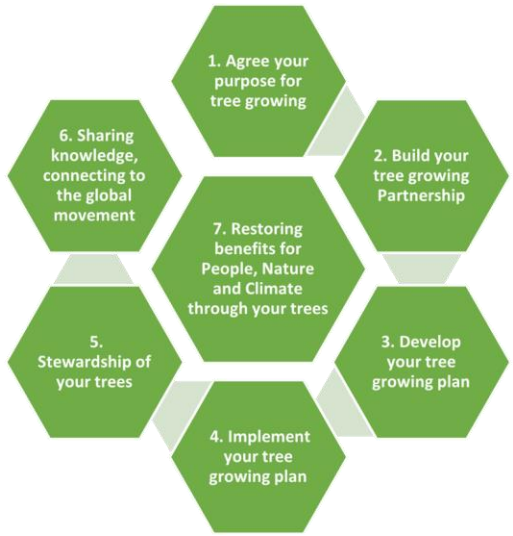 1. Agree your
purpose for
tree growing
2. Build your
tree growing
Partnership
3. Develop
your tree
growing plan
4. Implement
your tree
growing plan
5.
Stewardship of
your trees
6. Sharing
knowledge,
connecting to
the global
movement
7. Restoring
benefits for
People, Nature
and Climate
through your trees